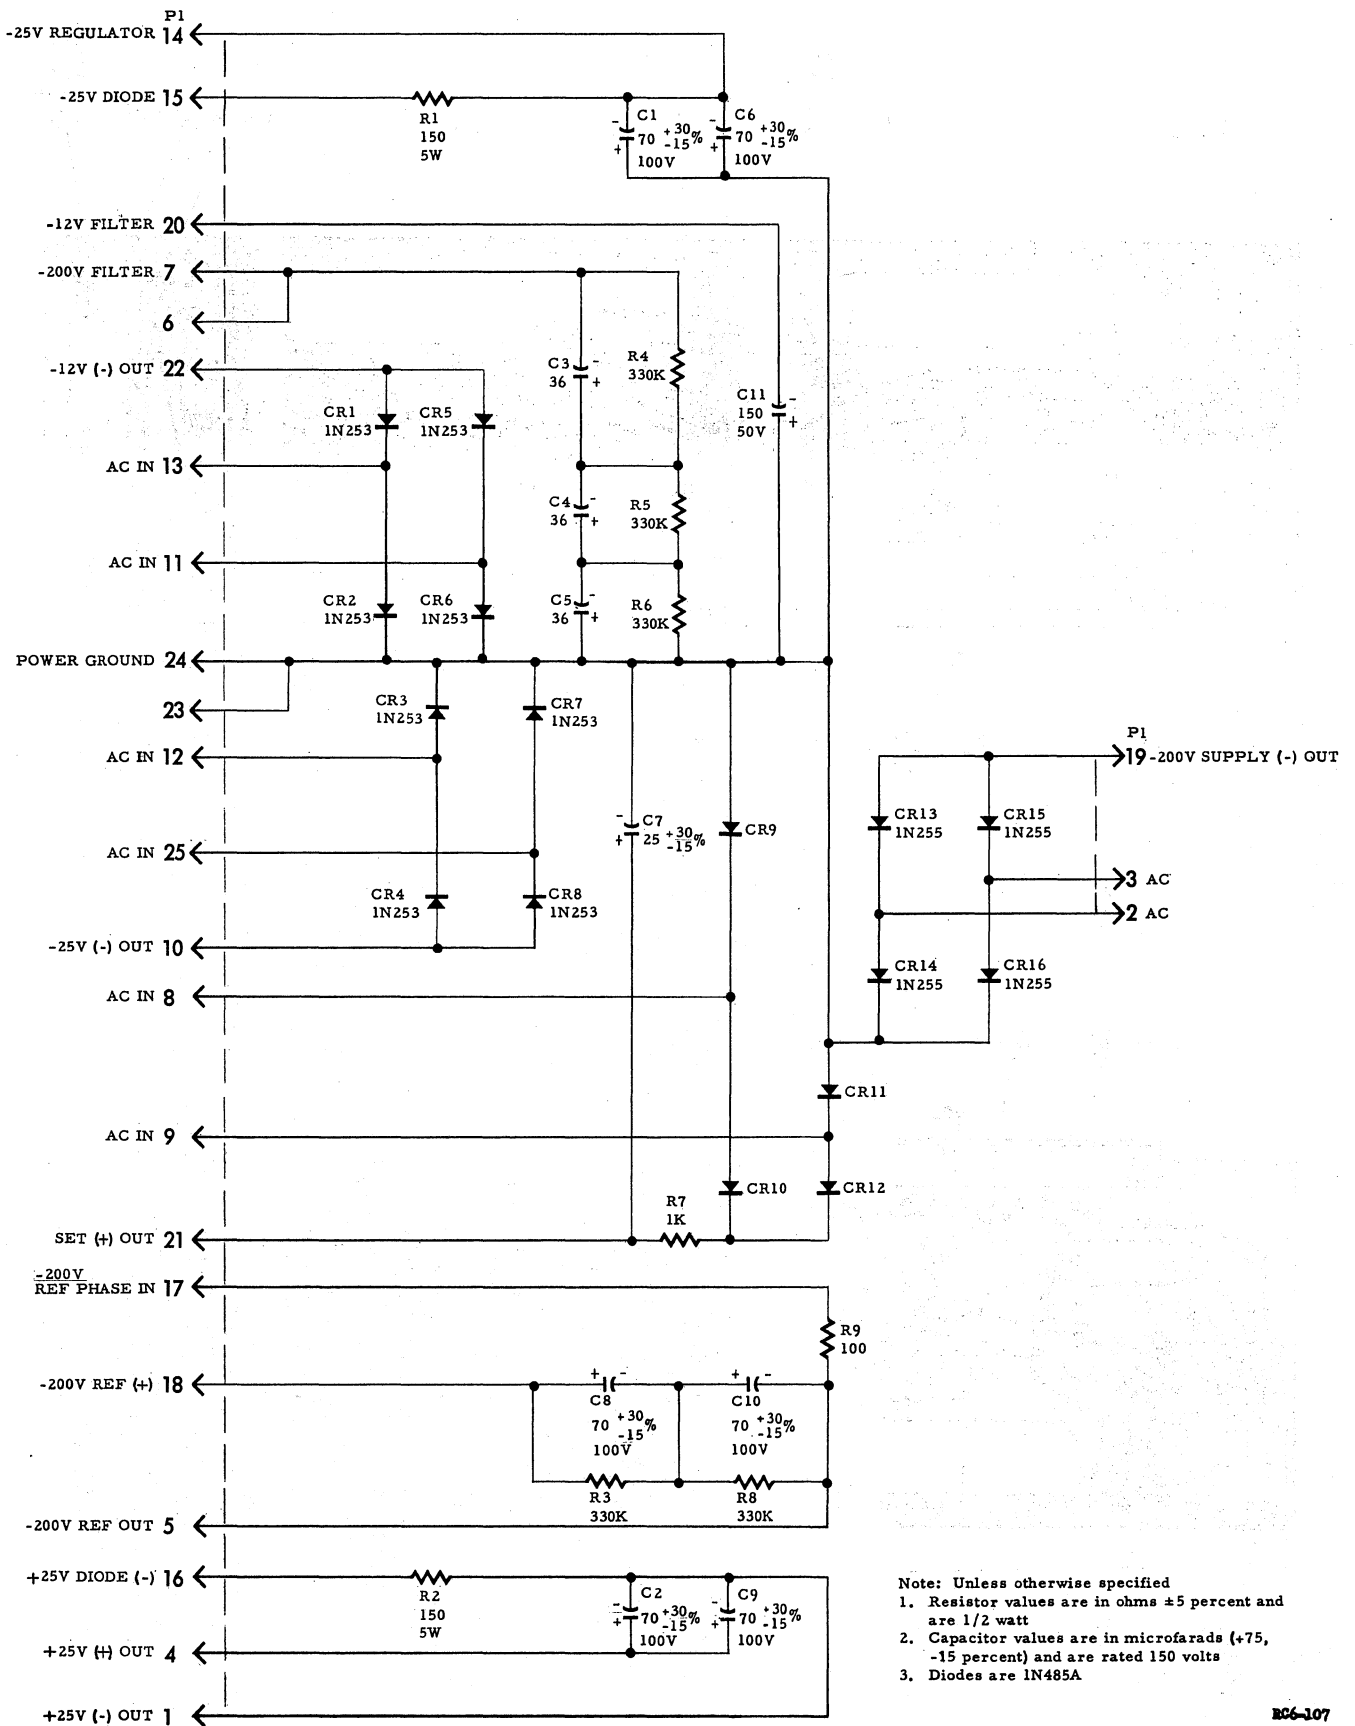 P1
-25V REGULATOR 14
-25V DIODE 15
R1
150
5W
C1
70 +30 -15%
100V
C6
70 +30 -15%
100V
-12V FILTER 20
-200V FILTER 7
6
-12V (-) OUT 22
C3
36
R4
330K
C11
150
50V
CR1
1N253
CR5
1N253
AC IN 13
C4
36
R5
330K
AC IN 11
CR2
1N253
CR6
1N253
C5
36
R6
330K
POWER GROUND 24
23
CR3
1N253
CR7
1N253
AC IN 12
P1
19 -200V SUPPLY (-) OUT
C7
25 +30 -15%
CR9
CR13
1N255
CR15
1N255
AC IN 25
3 AC
2 AC
CR4
1N253
CR8
1N253
-25V (-) OUT 10
CR14
1N255
CR16
1N255
AC IN 8
CR11
AC IN 9
CR10
CR12
R7
1K
SET (+) OUT 21
-200V
REF PHASE IN 17
R9
100
-200V REF (+) 18
C8
70 +30 -15%
100V
C10
70 +30 -15%
100V
R3
330K
R8
330K
-200V REF OUT 5
+25V DIODE (-) 16
R2
150
5W
C2
70 +30 -15%
100V
C9
70 +30 -15%
100V
+25V (+) OUT 4
+25V (-) OUT 1
Note: Unless otherwise specified
1. Resistor values are in ohms ±5 percent and
are 1/2 watt
2. Capacitor values are in microfarads (+75,
-15 percent) and are rated 150 volts
3. Diodes are 1N485A
RC6-107